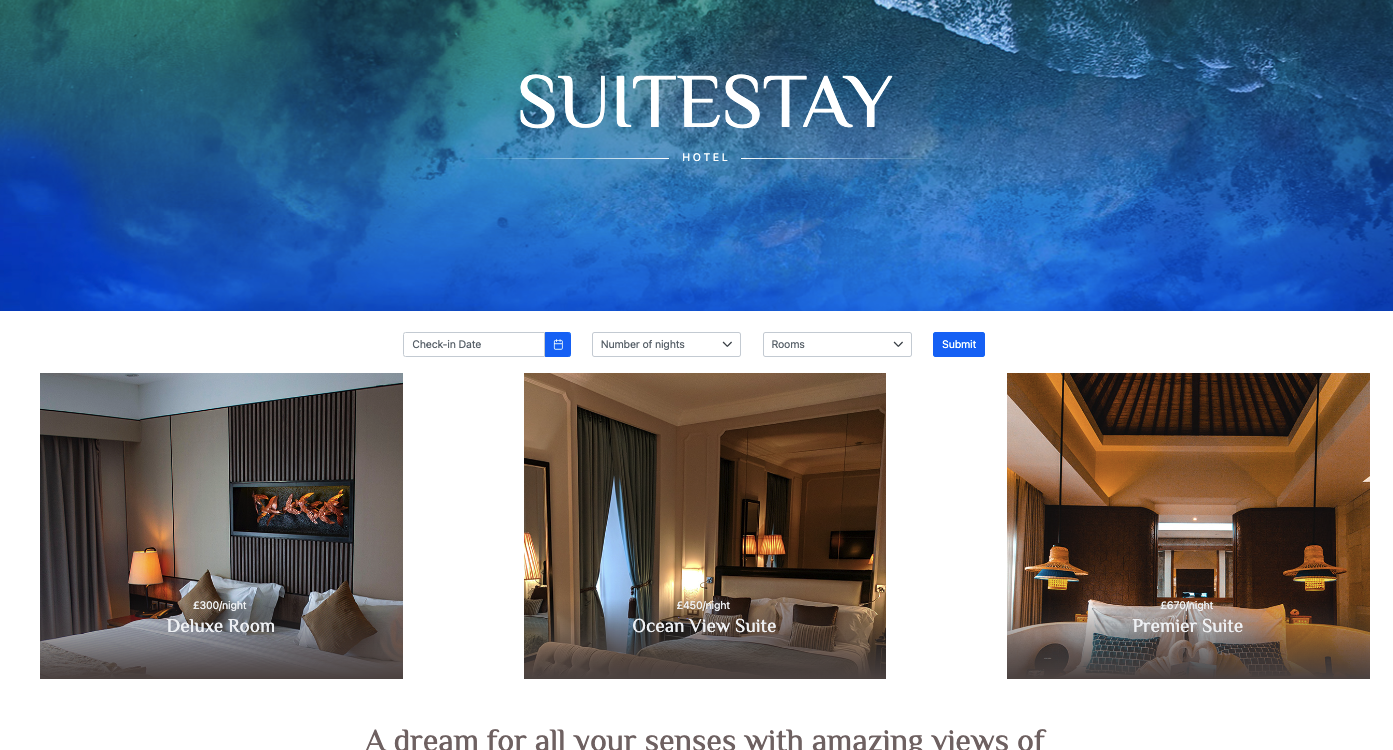 SUITESTAY
HOTEL
Check-in Date
Number of nights
Rooms
Submit
£300/night
Deluxe Room
£450/night
Ocean View Suite
£670/night
Premier Suite
A dream for all your senses with amazing views of